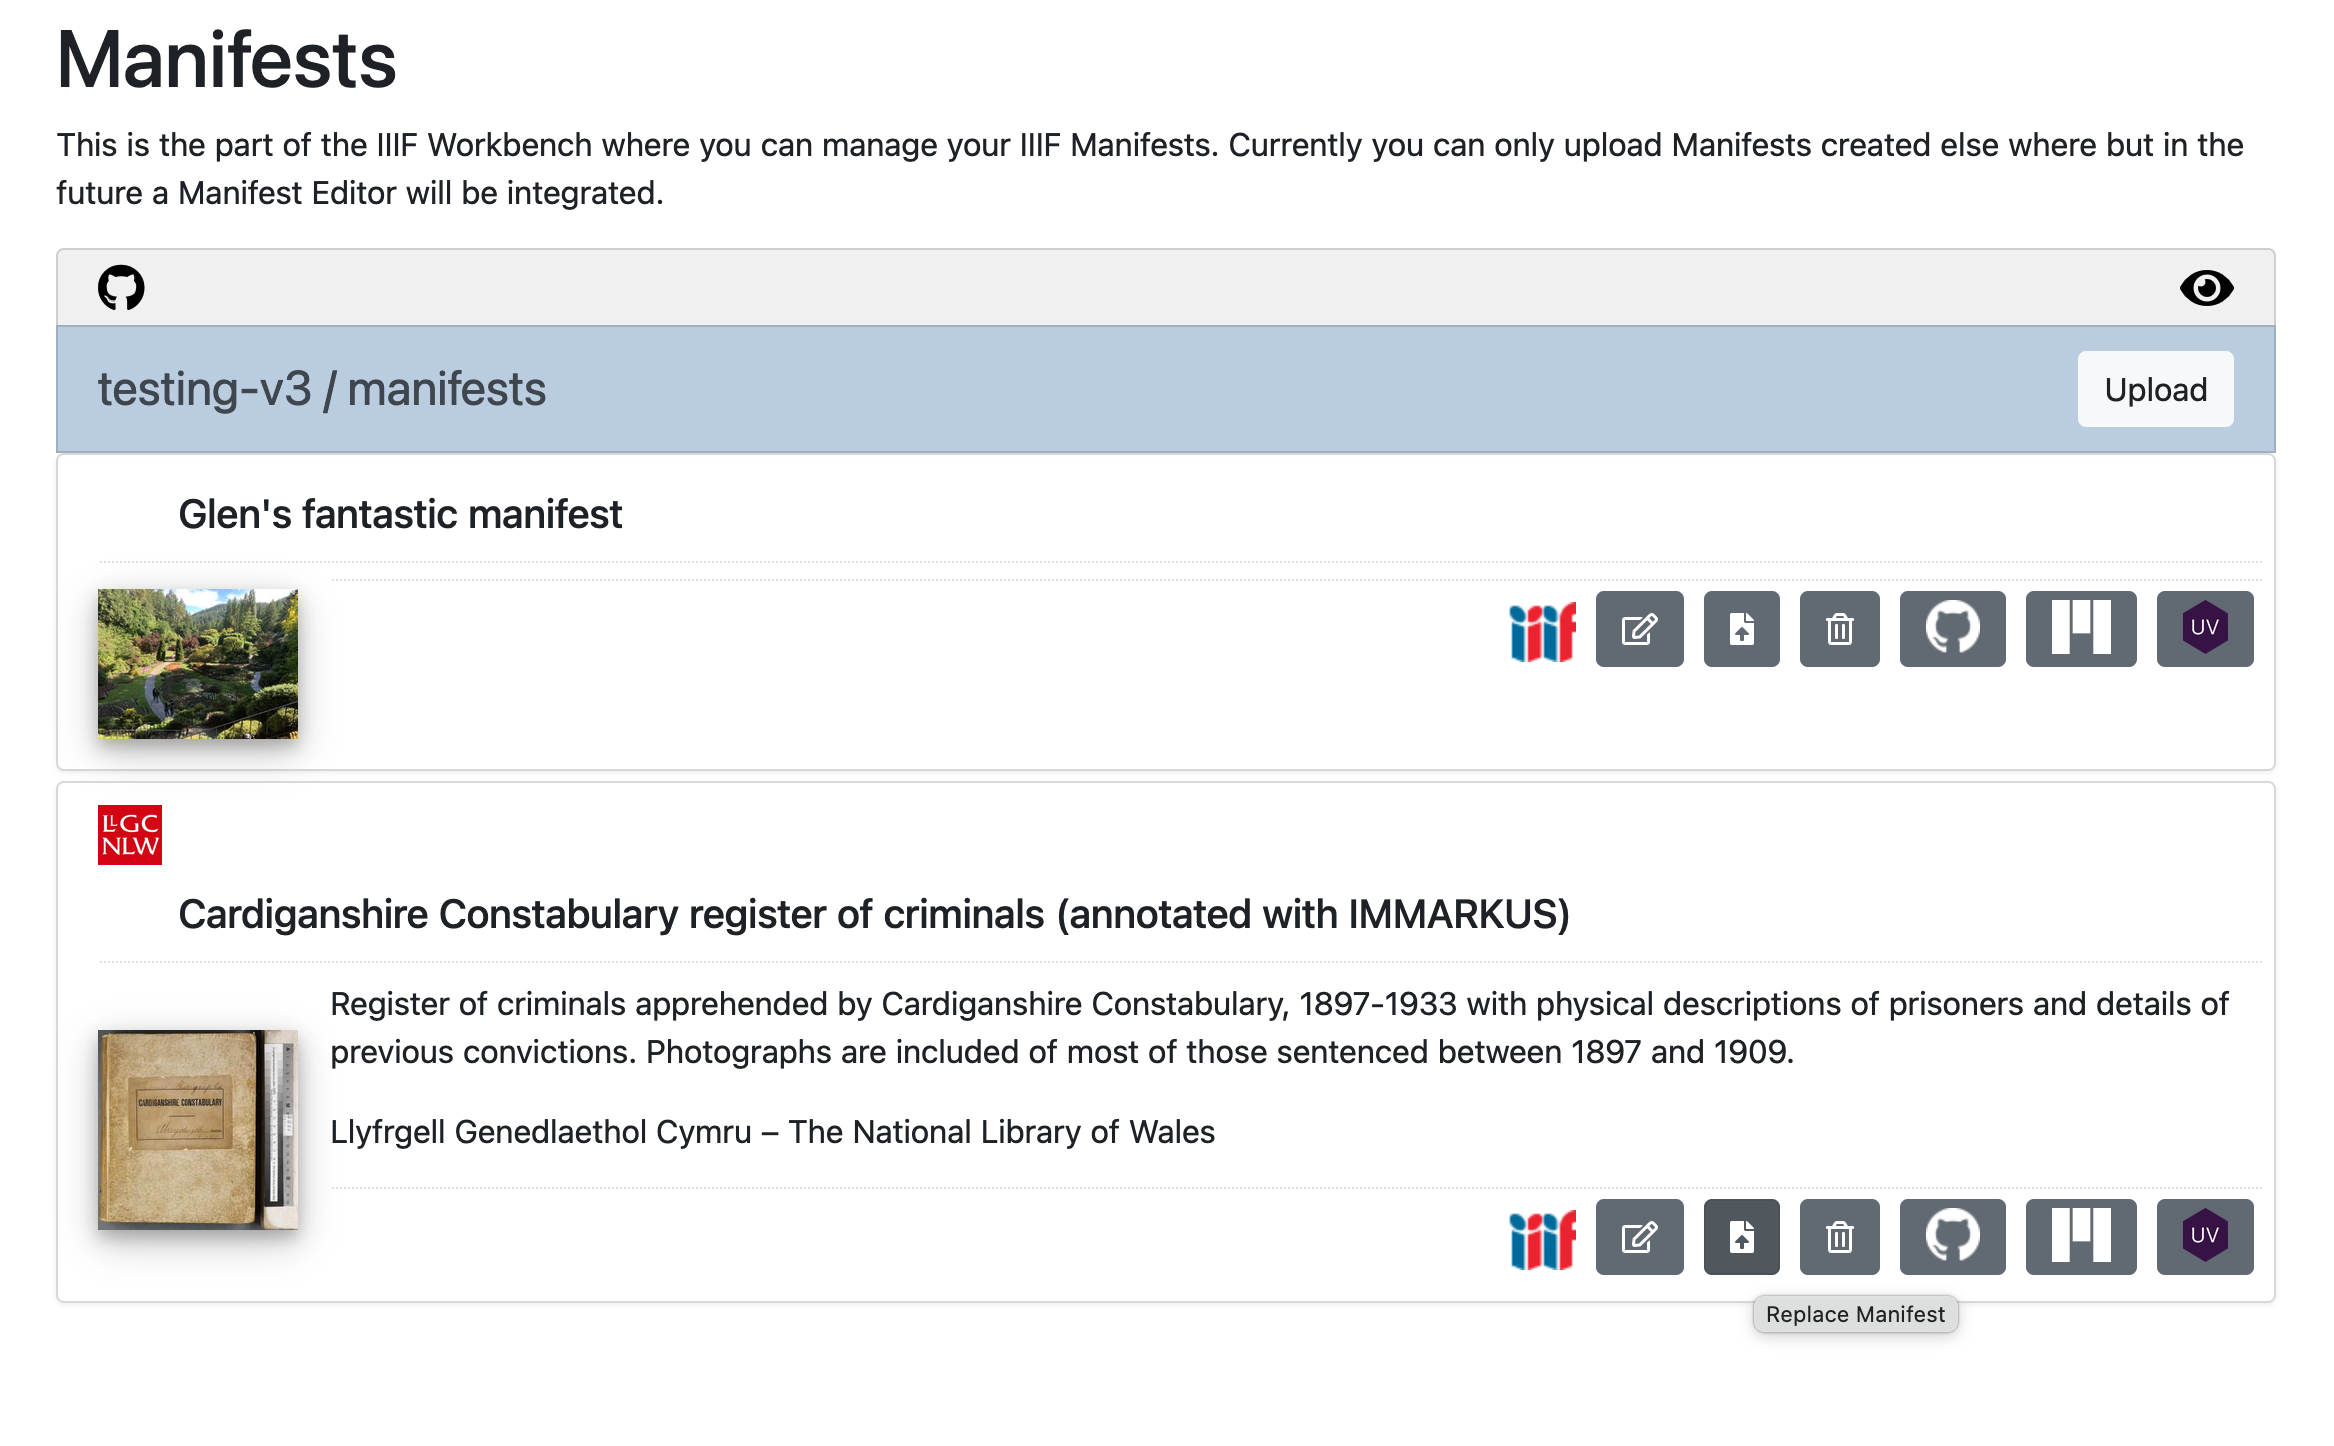 Manifests
This is the part of the IIIF Workbench where you can manage your IIIF Manifests. Currently you can only upload Manifests created else where but in the
future a Manifest Editor will be integrated.
testing-v3 / manifests
Upload
Glen's fantastic manifest
iiif
UV
LLGC
NLW
Cardiganshire Constabulary register of criminals (annotated with IMMARKUS)
Register of criminals apprehended by Cardiganshire Constabulary, 1897-1933 with physical descriptions of prisoners and details of
previous convictions. Photographs are included of most of those sentenced between 1897 and 1909.
CARDIGANSHIRE CONSTABULARY
Llyfrgell Genedlaethol Cymru – The National Library of Wales
iiif
UV
Replace Manifest